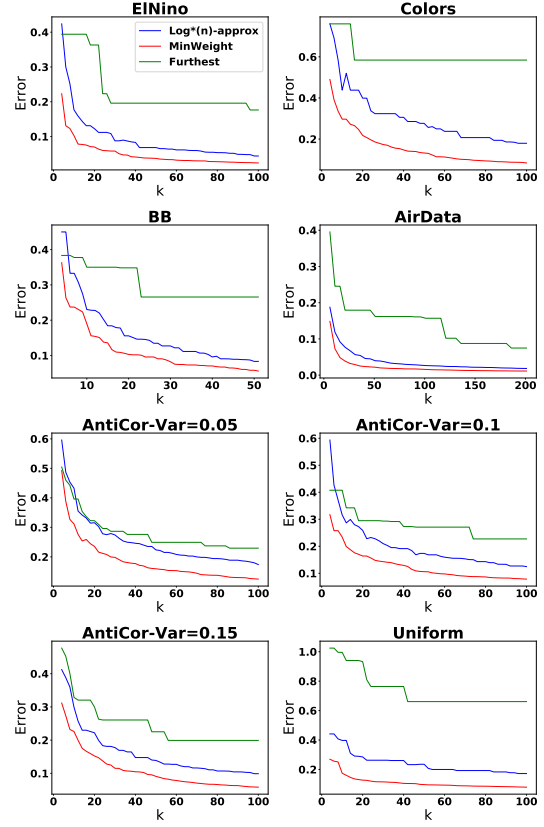 ElNino
Error
0.4
0.3
0.2
0.1
Log*(n)-approx
MinWeight
Furthest
0 20 40 60 80 100
k
Colors
Error
0.6
0.4
0.2
0 20 40 60 80 100
k
BB
Error
0.4
0.3
0.2
0.1
10 20 30 40 50
k
AirData
Error
0.4
0.3
0.2
0.1
0.0
0 50 100 150 200
k
AntiCor-Var=0.05
Error
0.6
0.5
0.4
0.3
0.2
0 20 40 60 80 100
k
AntiCor-Var=0.1
Error
0.6
0.5
0.4
0.3
0.2
0.1
0 20 40 60 80 100
k
AntiCor-Var=0.15
Error
0.4
0.3
0.2
0.1
0 20 40 60 80 100
k
Uniform
Error
1.0
0.8
0.6
0.4
0.2
0 20 40 60 80 100
k